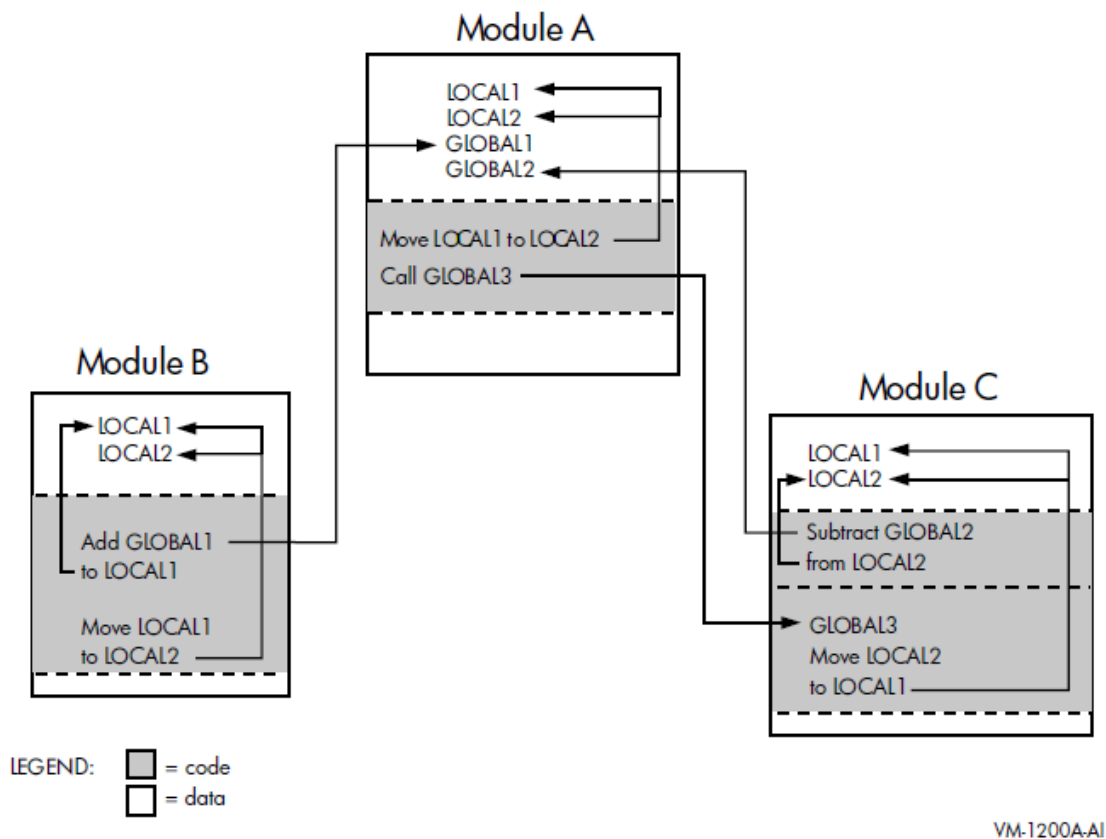 Module A
LOCAL1
LOCAL2
GLOBAL1
GLOBAL2
Move LOCAL1 to LOCAL2
Call GLOBAL3
Module B
LOCAL1
LOCAL2
Add GLOBAL1
to LOCAL1
Move LOCAL1
to LOCAL2
Module C
LOCAL1
LOCAL2
Subtract GLOBAL2
from LOCAL2
GLOBAL3
Move LOCAL2
to LOCAL1
LEGEND:
= code
= data
VM-1200A-AI